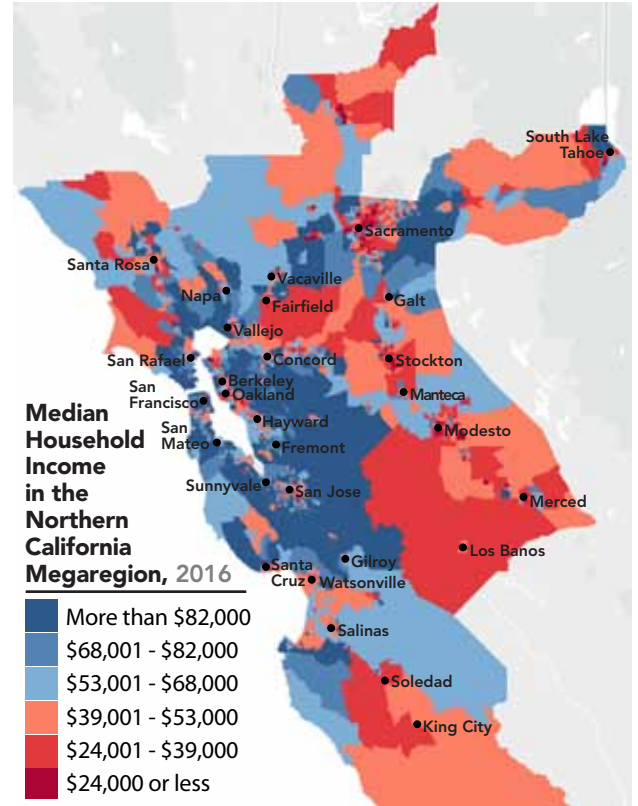 South Lake
Tahoe
Sacramento
Santa Rosa
Vacaville
Napa
Fairfield
Galt
Vallejo
San Rafael
Concord
Stockton
Berkeley
San
Francisco
Oakland
Manteca
Hayward
San
Mateo
Modesto
Fremont
Sunnyvale
San Jose
Merced
Los Banos
Santa
Cruz
Gilroy
Watsonville
Salinas
Soledad
King City
Median
Household
Income
in the
Northern
California
Megaregion, 2016
More than $82,000
$68,001 - $82,000
$53,001 - $68,000
$39,001 - $53,000
$24,001 - $39,000
$24,000 or less